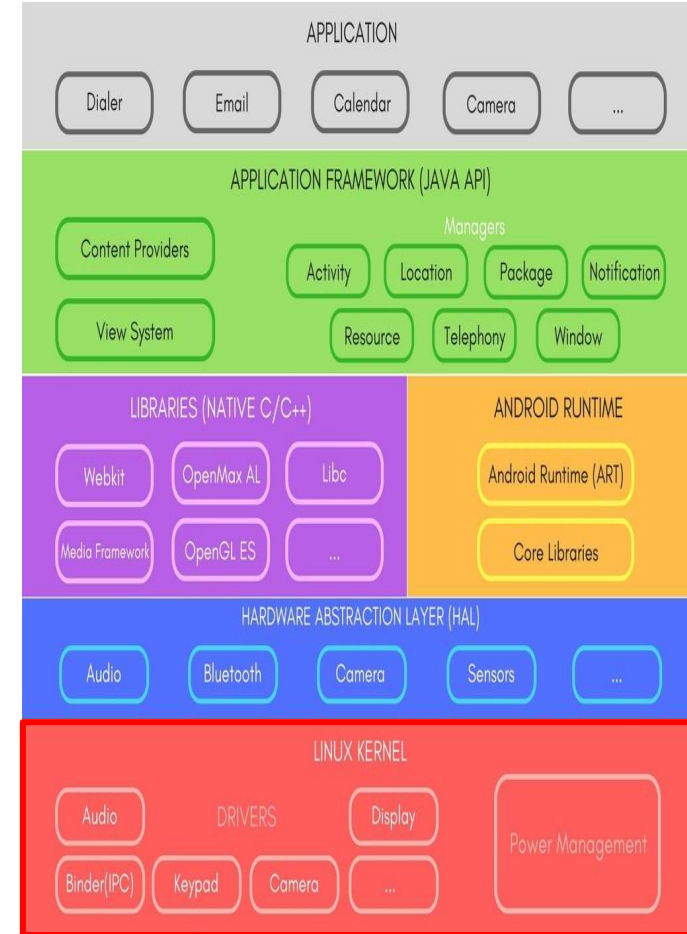 APPLICATION
Dialer Email Calendar Camera ...
APPLICATION FRAMEWORK (JAVA API)
Managers
Content Providers
Activity Location Package Notification
View System
Resource Telephony Window
LIBRARIES (NATIVE C/C++)
Webkit OpenMax AL Libc
Media Framework OpenGL ES ...
ANDROID RUNTIME
Android Runtime (ART)
Core Libraries
HARDWARE ABSTRACTION LAYER (HAL)
Audio Bluetooth Camera Sensors ...
LINUX KERNEL
Audio DRIVERS Display
Binder(IPC) Keypad Camera ...
Power Management